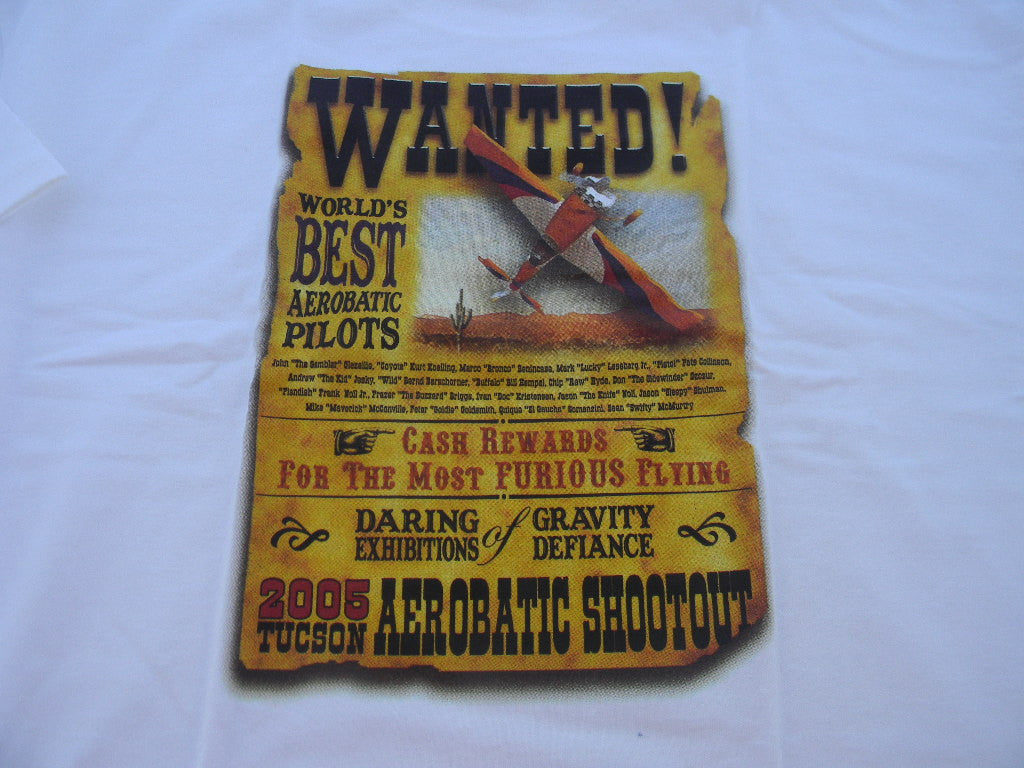 WANTED!
WORLD'S
BEST
AEROBATIC
PILOTS
John "The Gambler" "Coyote" Kurt Koelling, Marco "Bronco" Benincasa, Mark "Lucky" Leseberg Jr., "Pistol" Pete Collinson,
Andrew "The Kid" Jesky, "Wild" Bernd Berschorner, "Buffalo" Bill Hempel, Chip "Raw" Hyde, Don "The Sidewinder" Szczur,
"Fiendish" Frank Noll Jr., Frazer "The Buzzard" Briggs, Ivan "Doc" Kristensen, Jason "The Knife" Noll, Jason "Sleepy" Shulman,
Mike "Maverick" McConville, Peter "Goldie" Goldsmith, Quique "El Gaucho" Somenzini, Sean "Swifty" McMurtry
CASH REWARDS
FOR THE MOST FURIOUS FLYING
DARING EXHIBITIONS of GRAVITY DEFIANCE
2005
TUCSON AEROBATIC SHOOTOUT